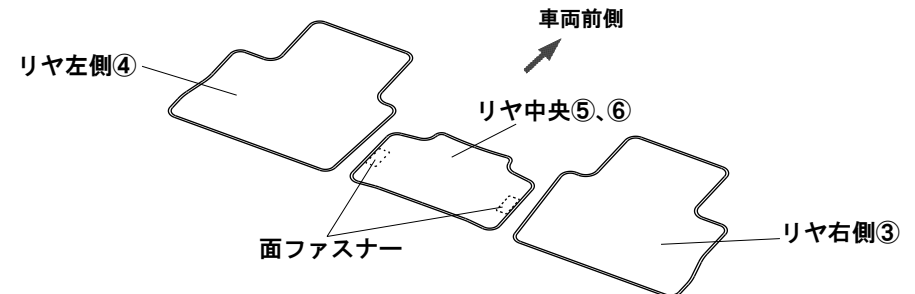 車両前側
リヤ左側④
リヤ中央⑤、⑥
面ファスナー
リヤ右側③